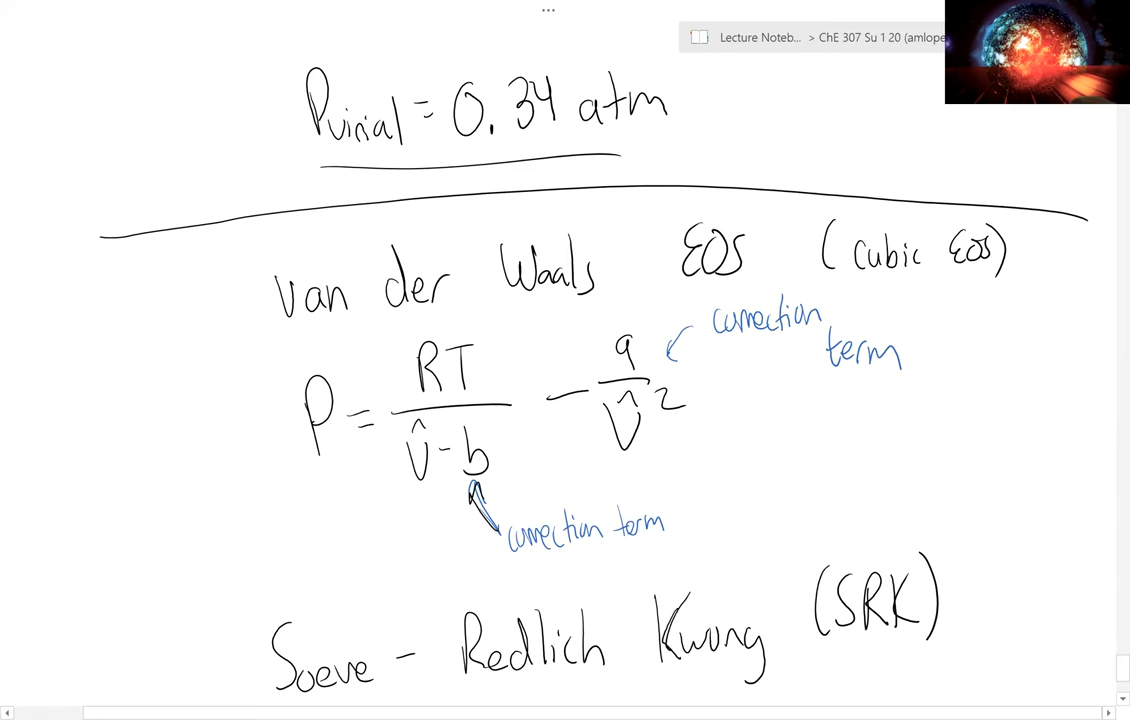 ...
Lecture Noteb... > ChE 307 Su 1 20 (amlope
Pvirial = 0.34 atm
van der Waals EOS (cubic EOS)
correction
term
P = RT / (V̂ - b) - a / V̂²
correction term
Soeve - Redlich Kwong (SRK)